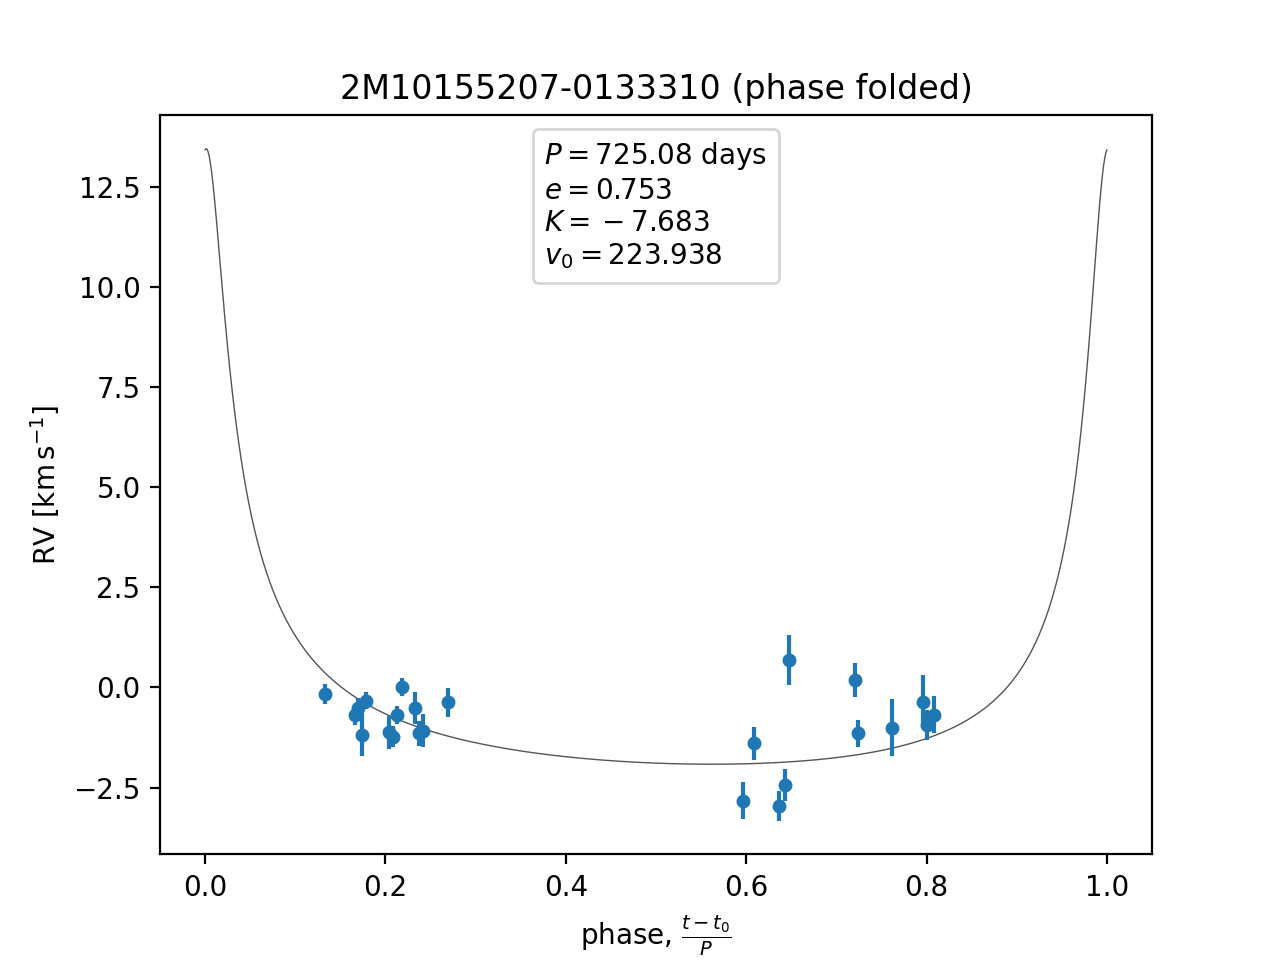 2M10155207-0133310 (phase folded)
P = 725.08 days
e = 0.753
K = −7.683
v₀ = 223.938
RV [km s⁻¹]
12.5
10.0
7.5
5.0
2.5
0.0
−2.5
0.0 0.2 0.4 0.6 0.8 1.0
phase, (t − t₀)/P